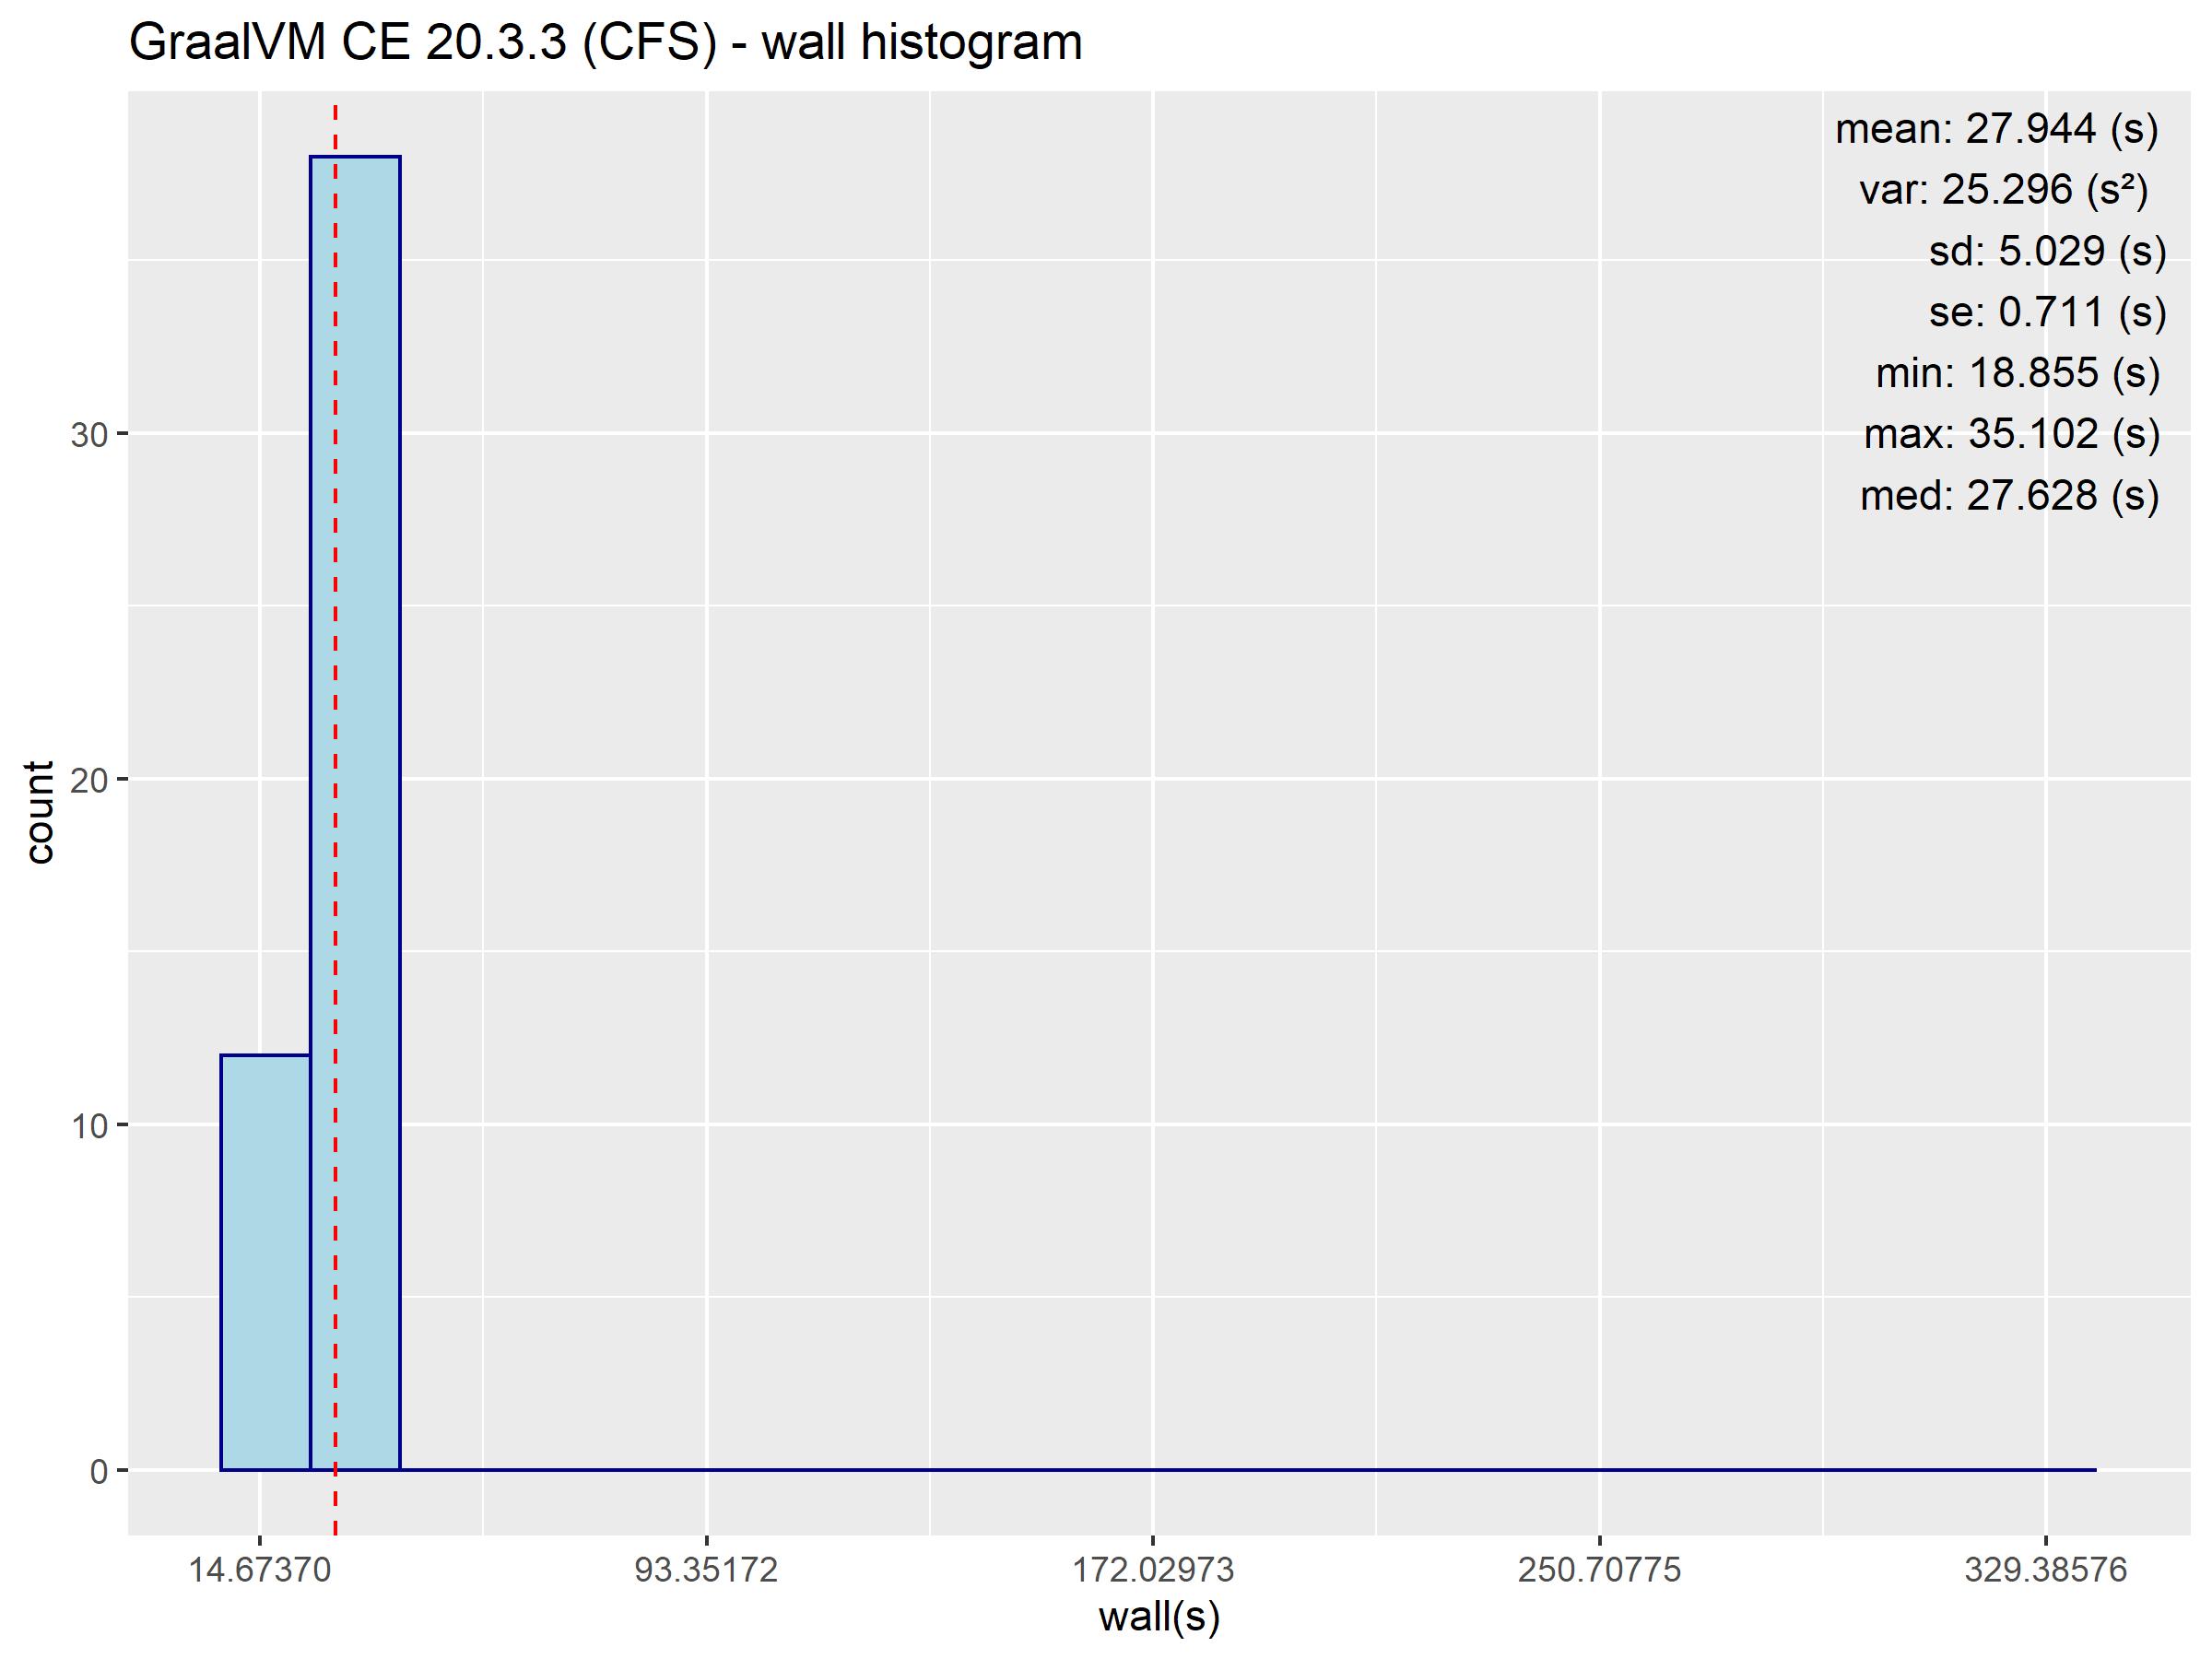 GraalVM CE 20.3.3 (CFS) - wall histogram
mean: 27.944 (s)
var: 25.296 (s²)
sd: 5.029 (s)
se: 0.711 (s)
min: 18.855 (s)
max: 35.102 (s)
med: 27.628 (s)
30
20
10
0
count
14.67370 93.35172 172.02973 250.70775 329.38576
wall(s)